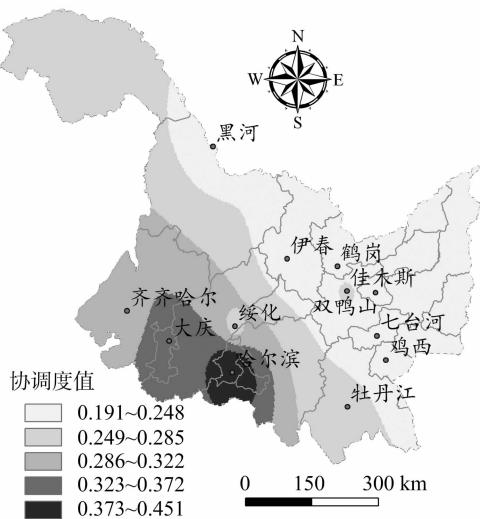 N
W E
S
黑河
伊春
鹤岗
佳木斯
双鸭山
齐齐哈尔
绥化
大庆
七台河
鸡西
哈尔滨
牡丹江
协调度值
0.191~0.248
0.249~0.285
0.286~0.322
0.323~0.372
0.373~0.451
0 150 300 km